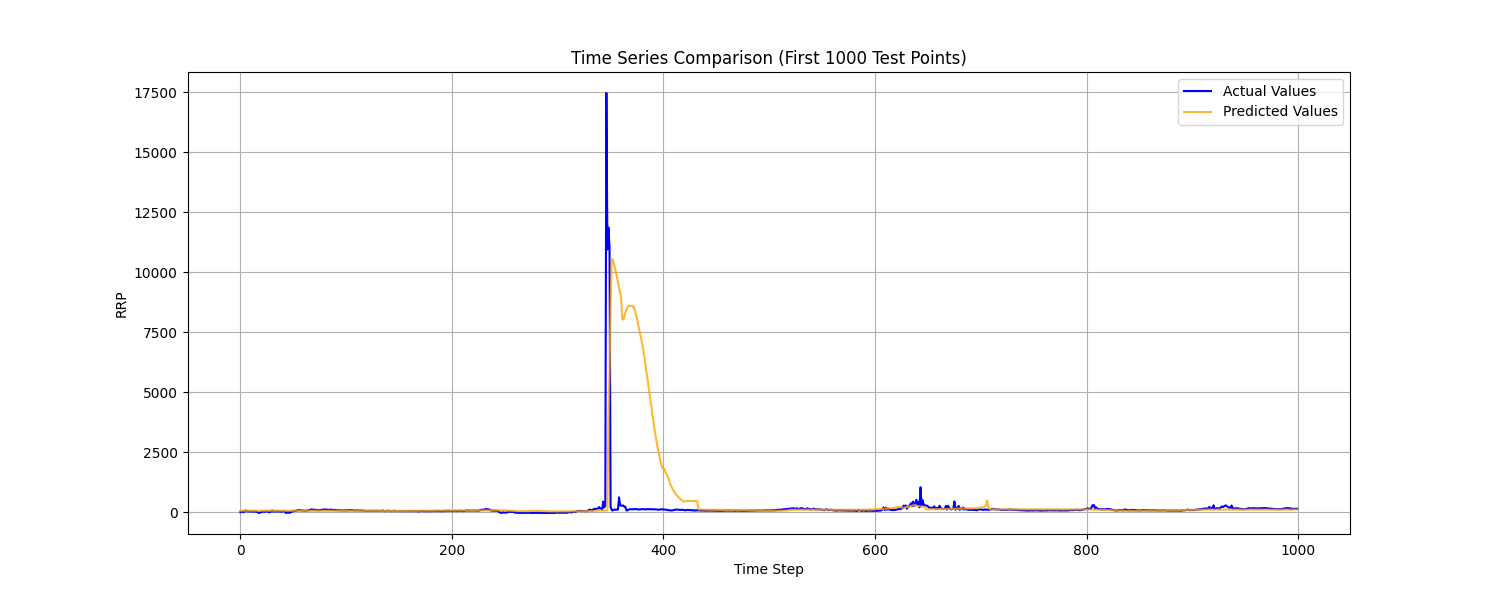 Time Series Comparison (First 1000 Test Points)
Actual Values
Predicted Values
17500
15000
12500
10000
7500
5000
2500
0
RRP
0 200 400 600 800 1000
Time Step